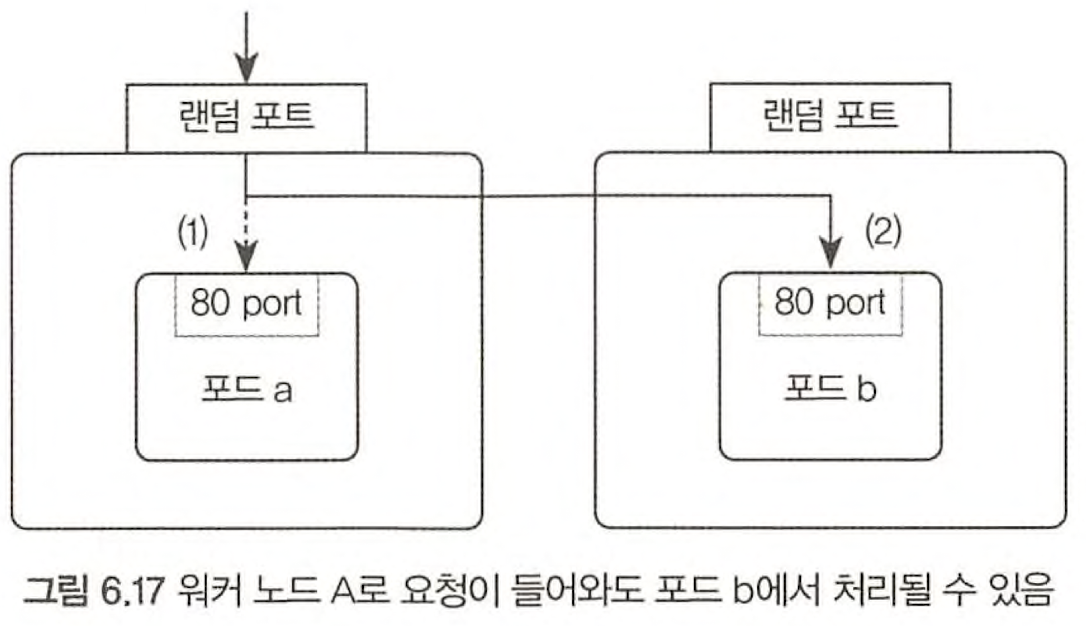 랜덤 포트
랜덤 포트
(1)
(2)
80 port
80 port
포드 a
포드 b
그림 6.17 워커 노드 A로 요청이 들어와도 포드 b에서 처리될 수 있음